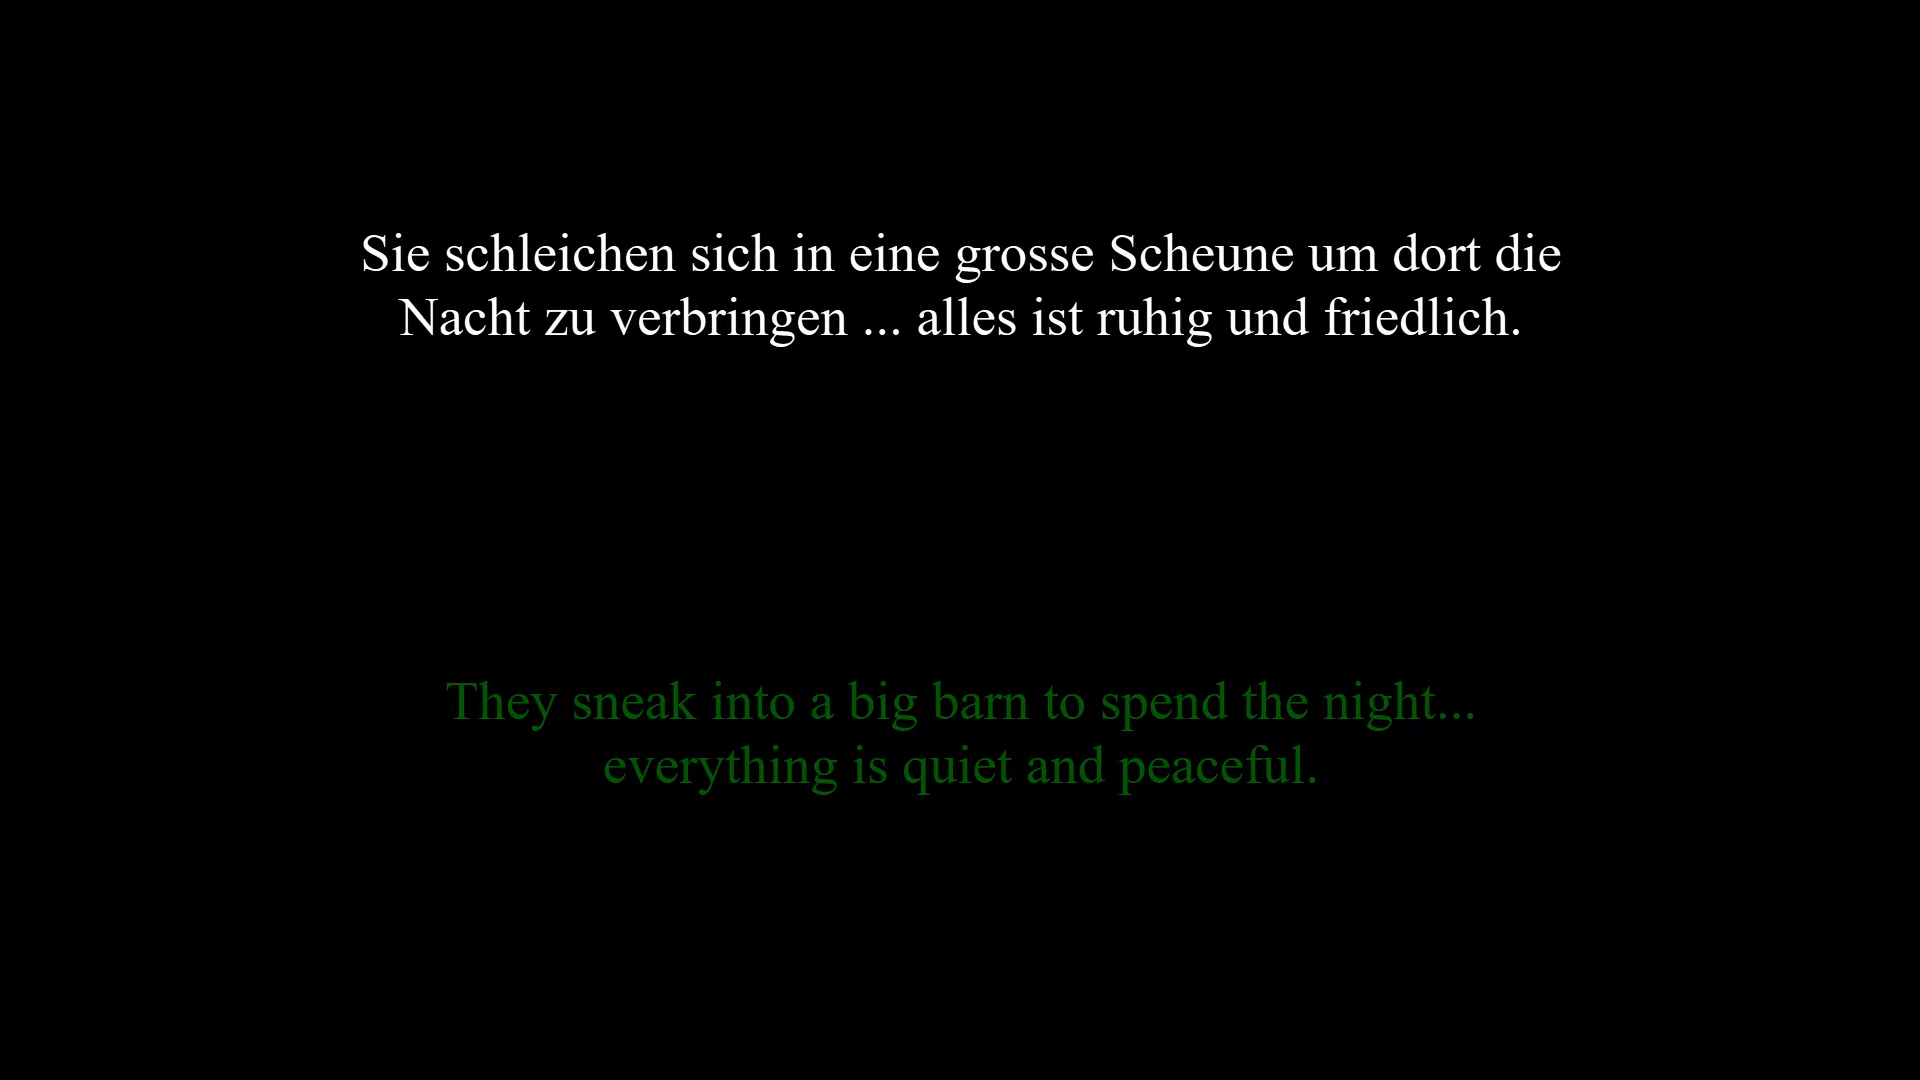 Sie schleichen sich in eine grosse Scheune um dort die
Nacht zu verbringen ... alles ist ruhig und friedlich.
They sneak into a big barn to spend the night...
everything is quiet and peaceful.